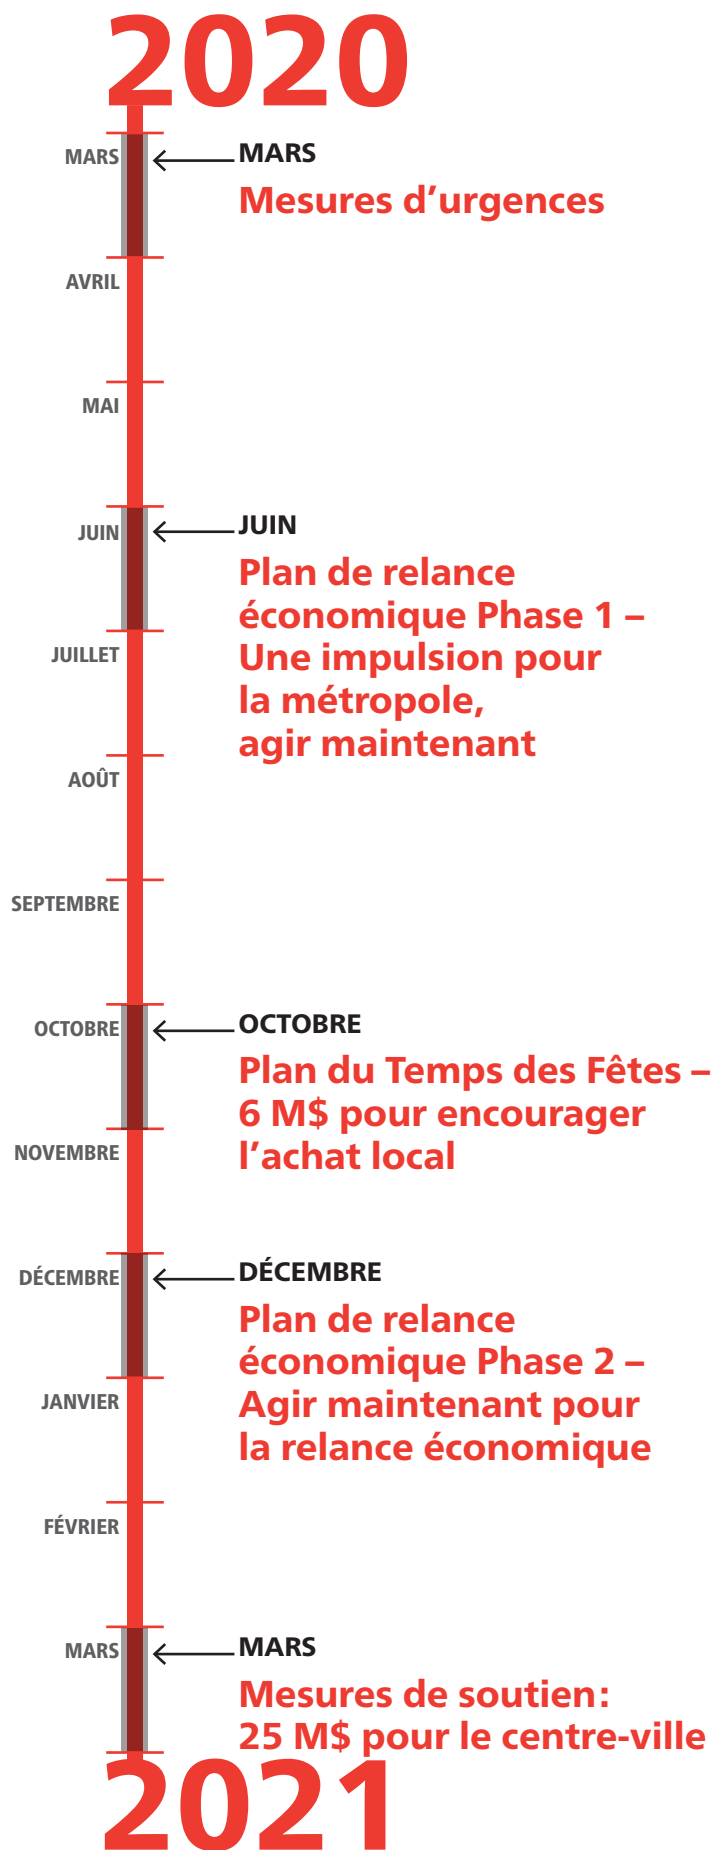 2020
MARS
MARS
Mesures d’urgences
AVRIL
MAI
JUIN
JUIN
Plan de relance
économique Phase 1 –
Une impulsion pour
la métropole,
agir maintenant
JUILLET
AOÛT
SEPTEMBRE
OCTOBRE
OCTOBRE
Plan du Temps des Fêtes –
6 M$ pour encourager
l’achat local
NOVEMBRE
DÉCEMBRE
DÉCEMBRE
Plan de relance
économique Phase 2 –
Agir maintenant pour
la relance économique
JANVIER
FÉVRIER
MARS
MARS
Mesures de soutien:
25 M$ pour le centre-ville
2021